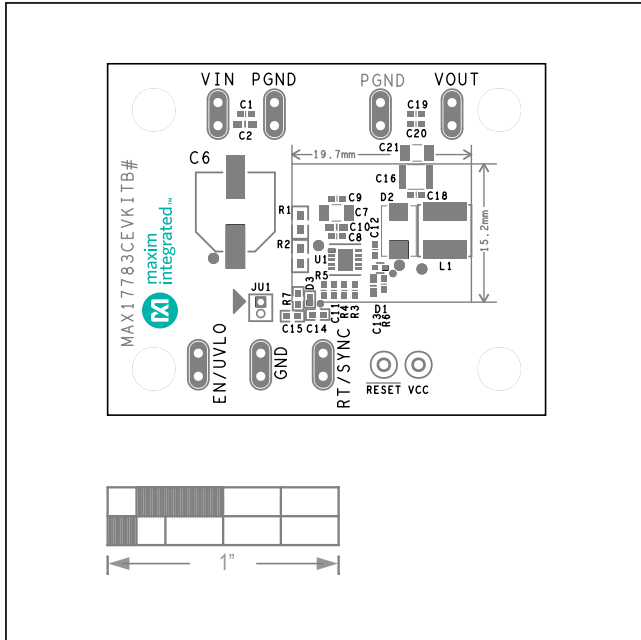 VIN PGND PGND VOUT
C1 C19
C2 C20
C21
19.7mm
C6
C16
C9 D2 C18
R1 C7
C10
C12
C8
R2
15.2mm
U1
L1
MAX17783CEVKITB#
maxim
integrated™
R5
JU1
R7
D3
C15 C14
C11
R4
R3
C13
D1
R6
EN/UVLO
GND
RT/SYNC
RESET VCC
1"